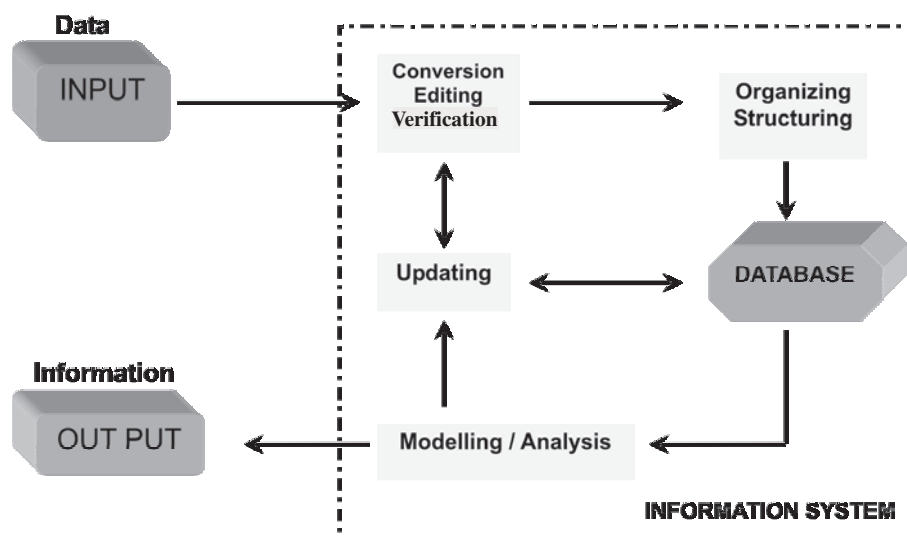 Data
INPUT
Conversion
Editing
Verification
Organizing
Structuring
Updating
DATABASE
Information
OUT PUT
Modelling / Analysis
INFORMATION SYSTEM